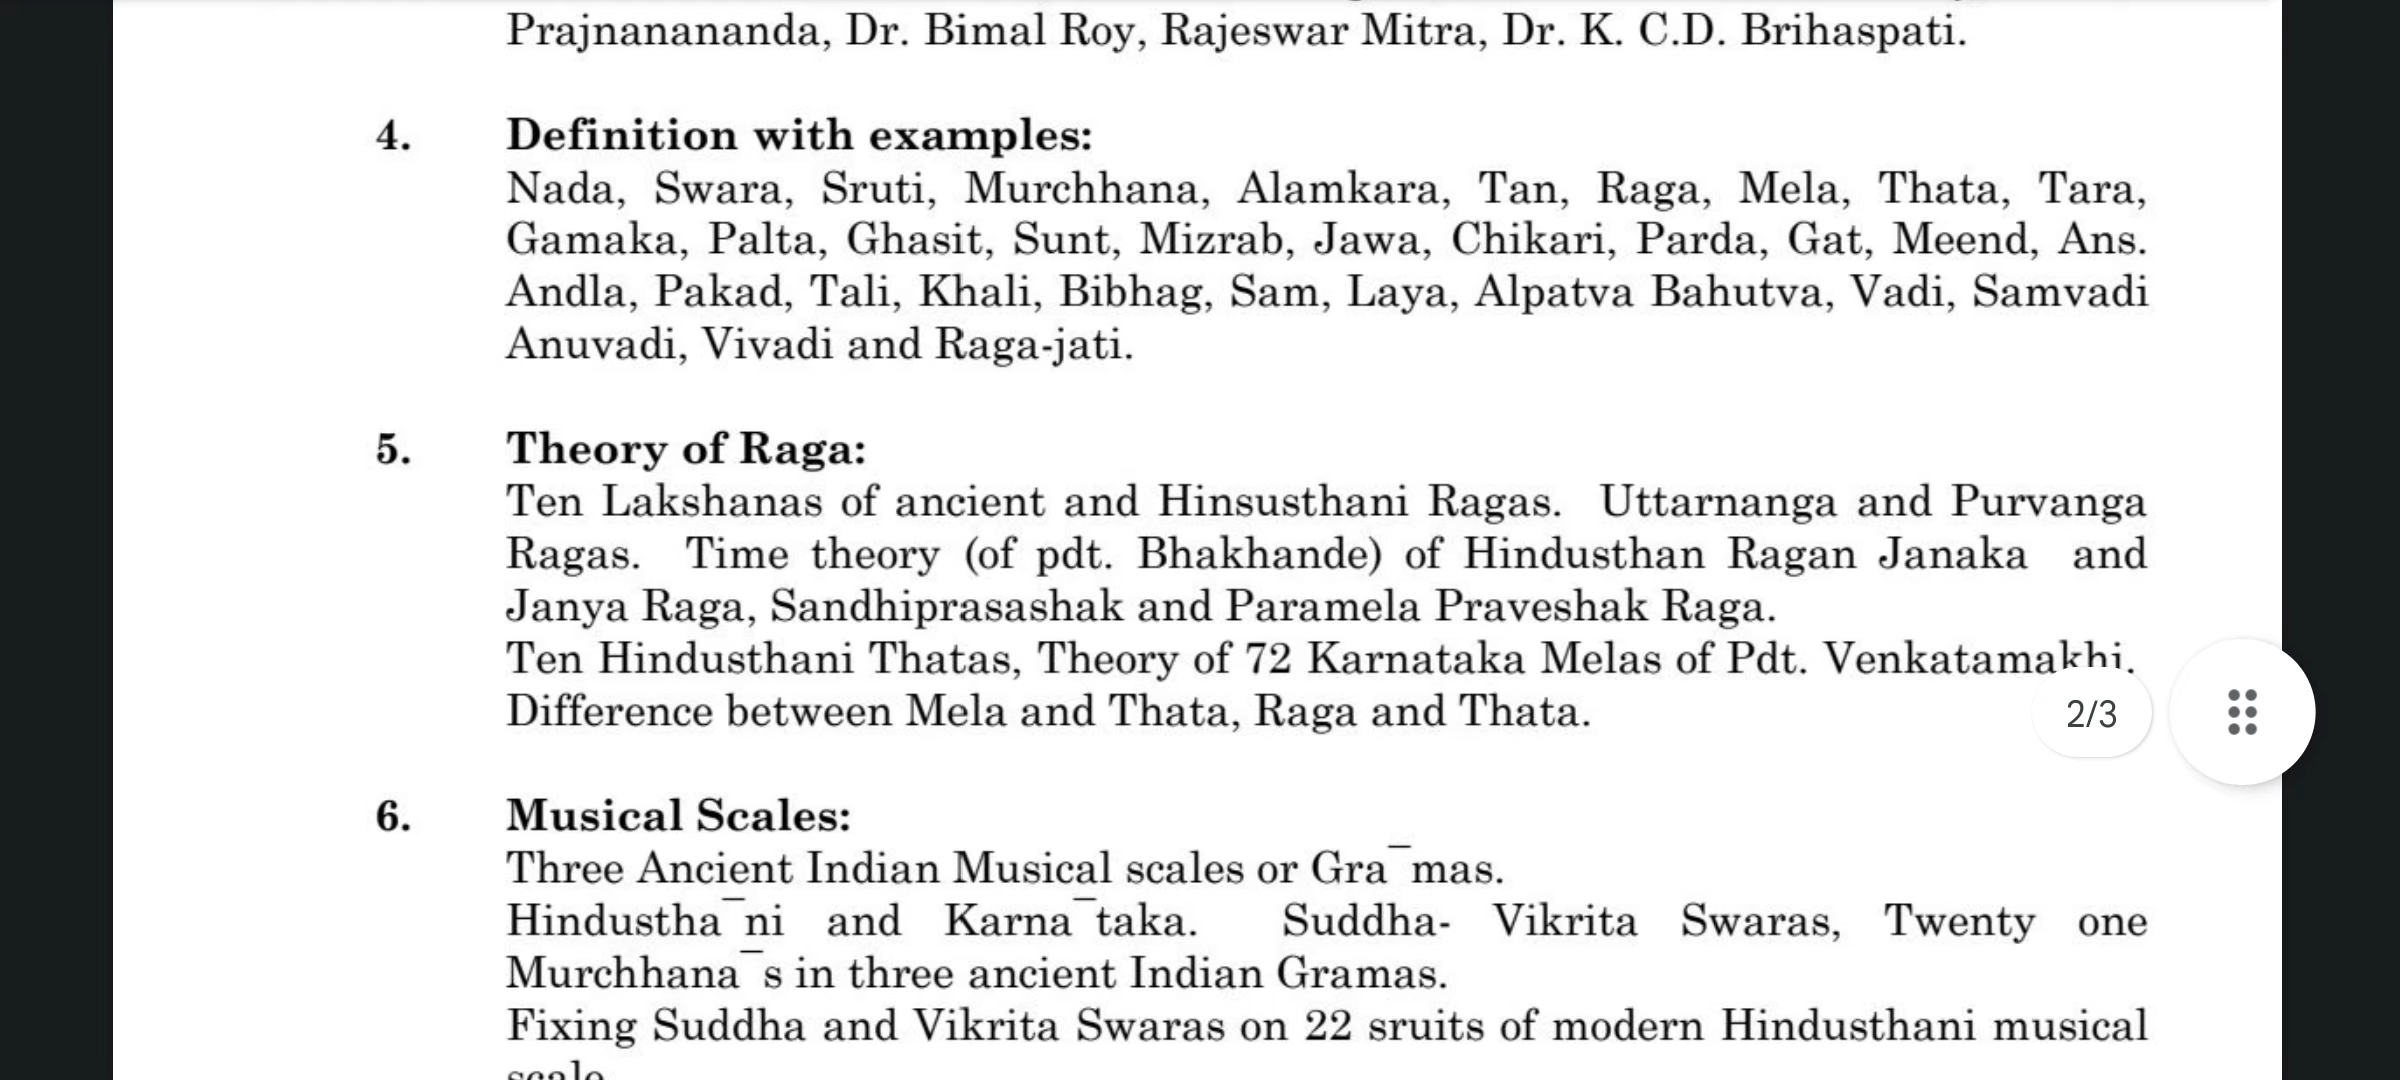 Prajnanananda, Dr. Bimal Roy, Rajeswar Mitra, Dr. K. C.D. Brihaspati.
4. Definition with examples:
Nada, Swara, Sruti, Murchhana, Alamkara, Tan, Raga, Mela, Thata, Tara,
Gamaka, Palta, Ghasit, Sunt, Mizrab, Jawa, Chikari, Parda, Gat, Meend, Ans.
Andla, Pakad, Tali, Khali, Bibhag, Sam, Laya, Alpatva Bahutva, Vadi, Samvadi
Anuvadi, Vivadi and Raga-jati.
5. Theory of Raga:
Ten Lakshanas of ancient and Hinsusthani Ragas. Uttarnanga and Purvanga
Ragas. Time theory (of pdt. Bhakhande) of Hindusthan Ragan Janaka and
Janya Raga, Sandhiprasashak and Paramela Praveshak Raga.
Ten Hindusthani Thatas, Theory of 72 Karnataka Melas of Pdt. Venkatamakhi.
Difference between Mela and Thata, Raga and Thata.
2/3
6. Musical Scales:
Three Ancient Indian Musical scales or Gra¯mas.
Hindustha¯ni and Karna¯taka. Suddha- Vikrita Swaras, Twenty one
Murchhana¯s in three ancient Indian Gramas.
Fixing Suddha and Vikrita Swaras on 22 sruits of modern Hindusthani musical
scale.